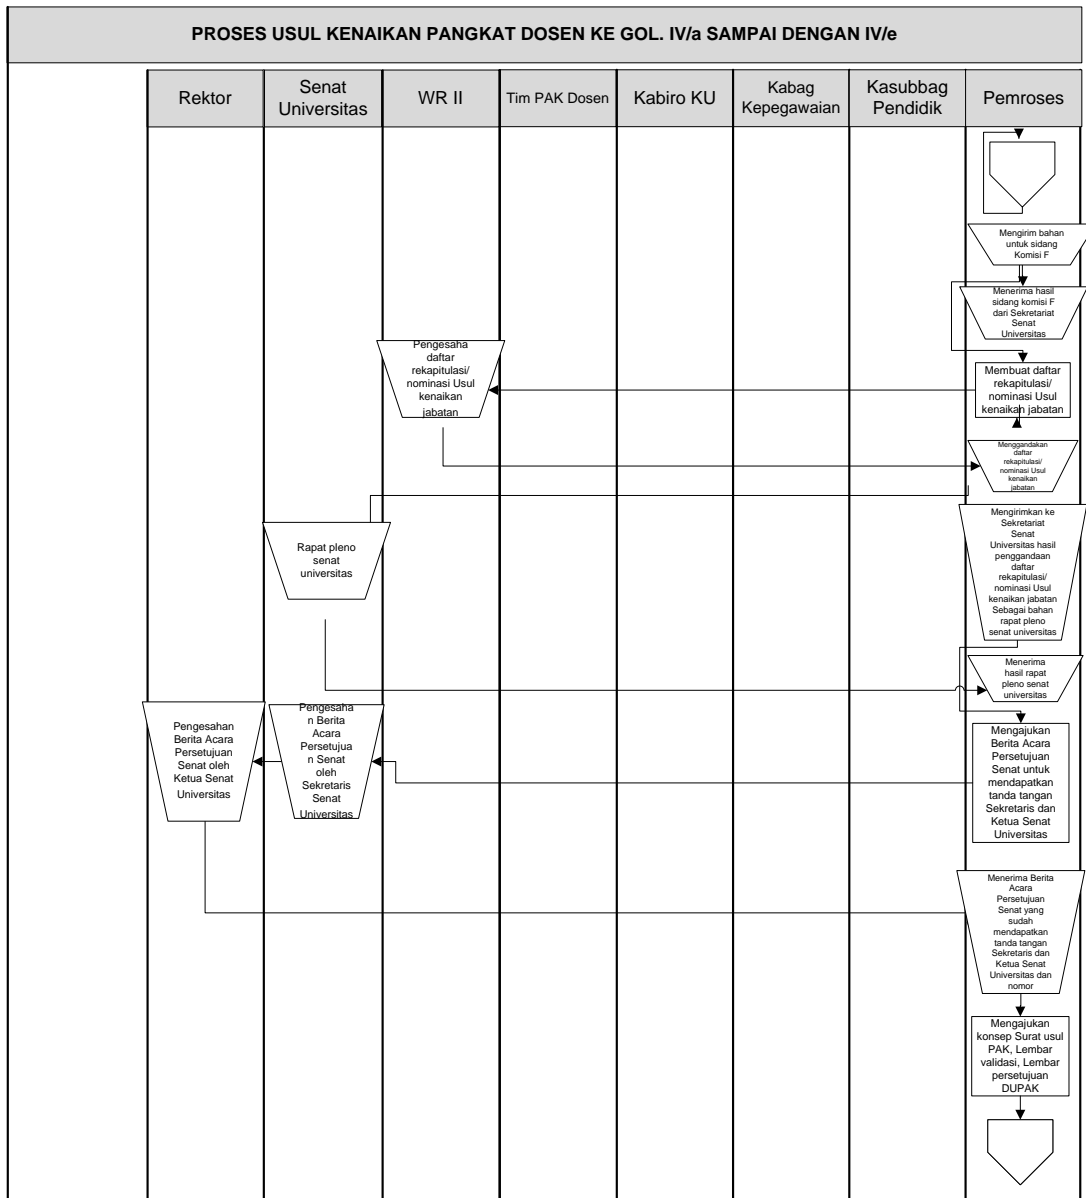 PROSES USUL KENAIKAN PANGKAT DOSEN KE GOL. IV/a SAMPAI DENGAN IV/e
Rektor
Senat
Universitas
WR II
Tim PAK Dosen
Kabiro KU
Kabag
Kepegawaian
Kasubbag
Pendidik
Pemroses
Mengirim bahan
untuk sidang
Komisi F
Menerima hasil
sidang komisi F
dari Sekretariat
Senat
Universitas
Pengesaha
daftar
rekapitulasi/
nominasi Usul
kenaikan
jabatan
Membuat daftar
rekapitulasi/
nominasi Usul
kenaikan jabatan
Menggandakan
daftar
rekapitulasi/
nominasi Usul
kenaikan
jabatan
Rapat pleno
senat
universitas
Mengirimkan ke
Sekretariat
Senat
Universitas hasil
penggandaan
daftar
rekapitulasi/
nominasi Usul
kenaikan jabatan
Sebagai bahan
rapat pleno
senat universitas
Menerima
hasil rapat
pleno senat
universitas
Pengesahan
Berita Acara
Persetujuan
Senat oleh
Ketua Senat
Universitas
Pengesaha
n Berita
Acara
Persetujua
n Senat
oleh
Sekretaris
Senat
Universitas
Mengajukan
Berita Acara
Persetujuan
Senat untuk
mendapatkan
tanda tangan
Sekretaris dan
Ketua Senat
Universitas
Menerima Berita
Acara
Persetujuan
Senat yang
sudah
mendapatkan
tanda tangan
Sekretaris dan
Ketua Senat
Universitas dan
nomor
Mengajukan
konsep Surat usul
PAK, Lembar
validasi, Lembar
persetujuan
DUPAK